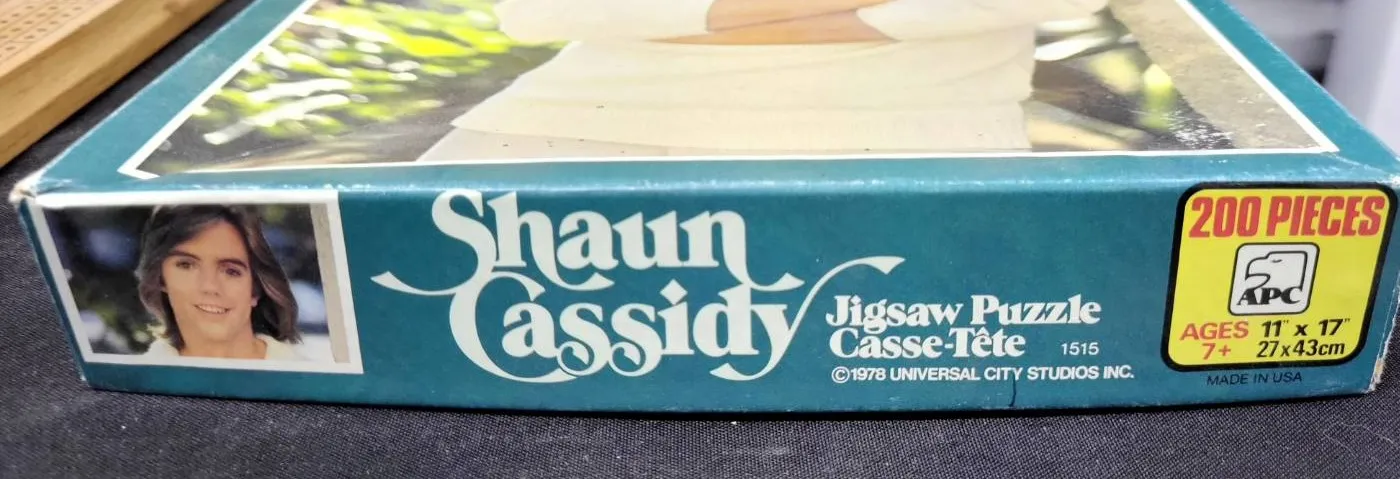 Shaun
Cassidy
Jigsaw Puzzle
Casse-Tête 1515
©1978 UNIVERSAL CITY STUDIOS INC.
200 PIECES
APC
AGES 11" x 17"
7+ 27x43cm
MADE IN USA